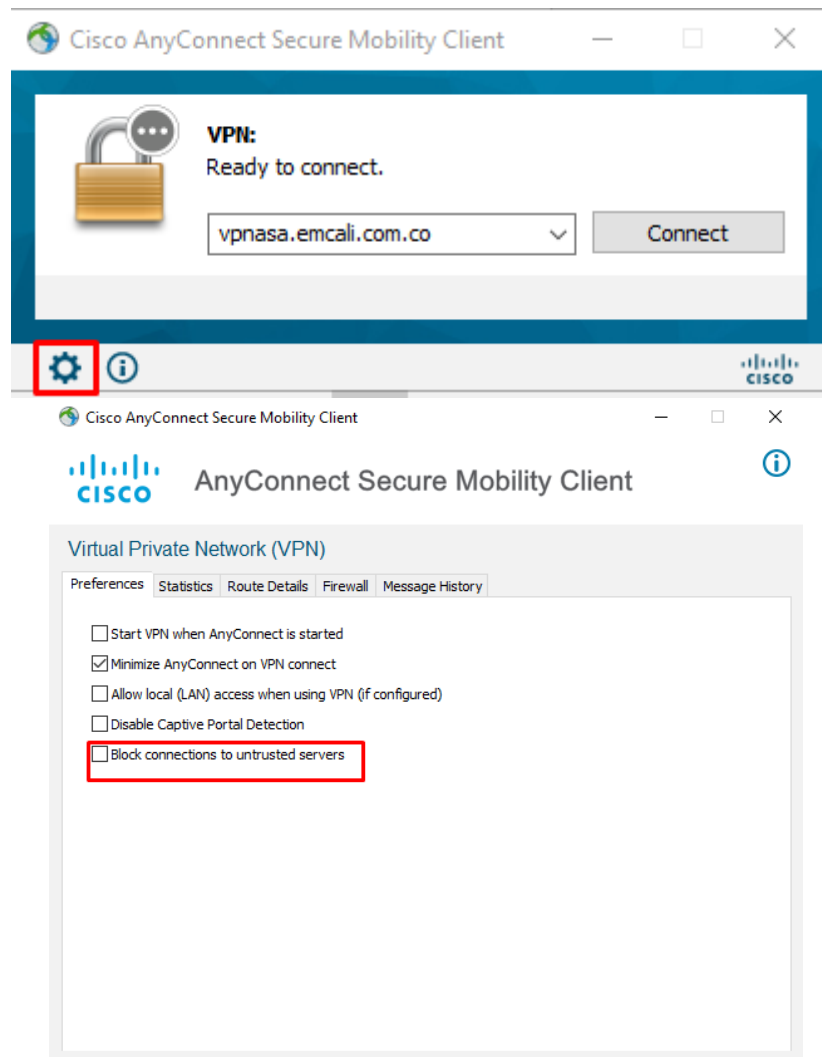 Cisco AnyConnect Secure Mobility Client
VPN:
Ready to connect.
vpnasa.emcali.com.co
Connect
CISCO
Cisco AnyConnect Secure Mobility Client
CISCO
AnyConnect Secure Mobility Client
Virtual Private Network (VPN)
Preferences Statistics Route Details Firewall Message History
Start VPN when AnyConnect is started
Minimize AnyConnect on VPN connect
Allow local (LAN) access when using VPN (if configured)
Disable Captive Portal Detection
Block connections to untrusted servers